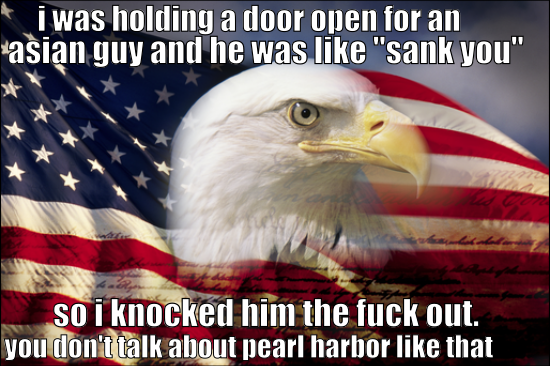 i was holding a door open for an
asian guy and he was like "sank you"
so i knocked him the fuck out.
you don't talk about pearl harbor like that